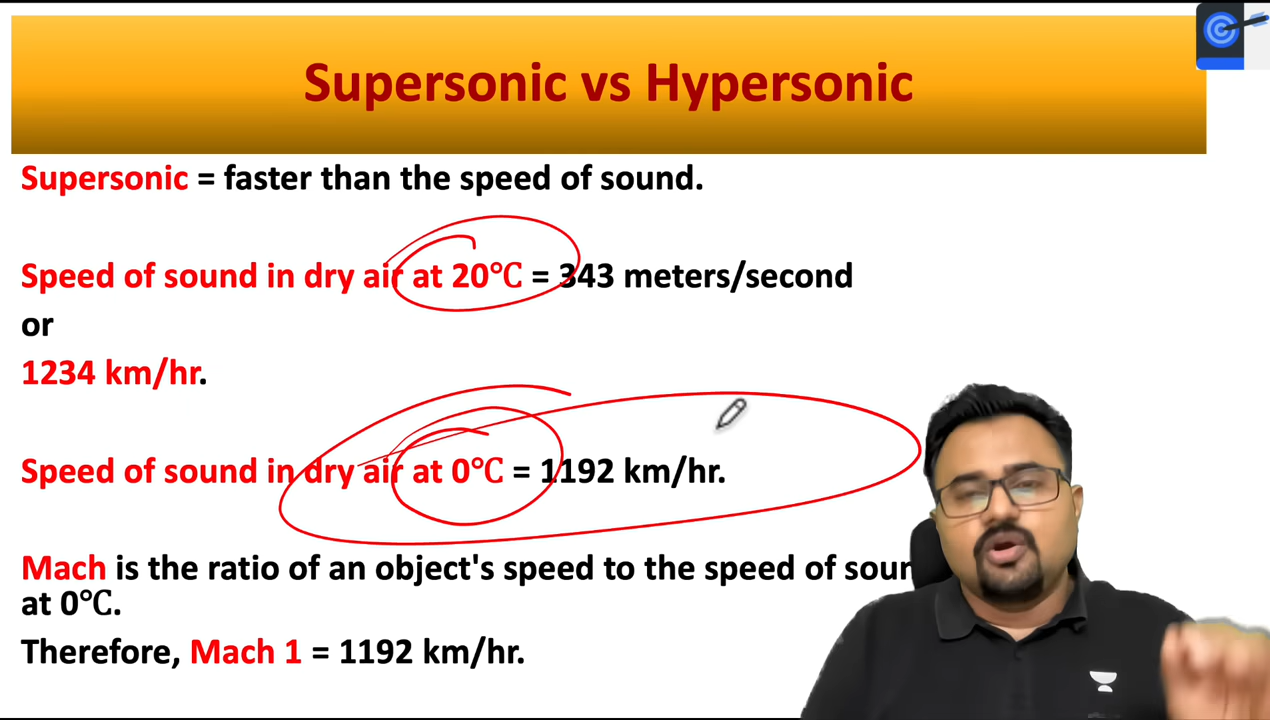 Supersonic vs Hypersonic
Supersonic = faster than the speed of sound.
Speed of sound in dry air at 20℃ = 343 meters/second
or
1234 km/hr.
Speed of sound in dry air at 0℃ = 1192 km/hr.
Mach is the ratio of an object's speed to the speed of
at 0℃.
Therefore, Mach 1 = 1192 km/hr.